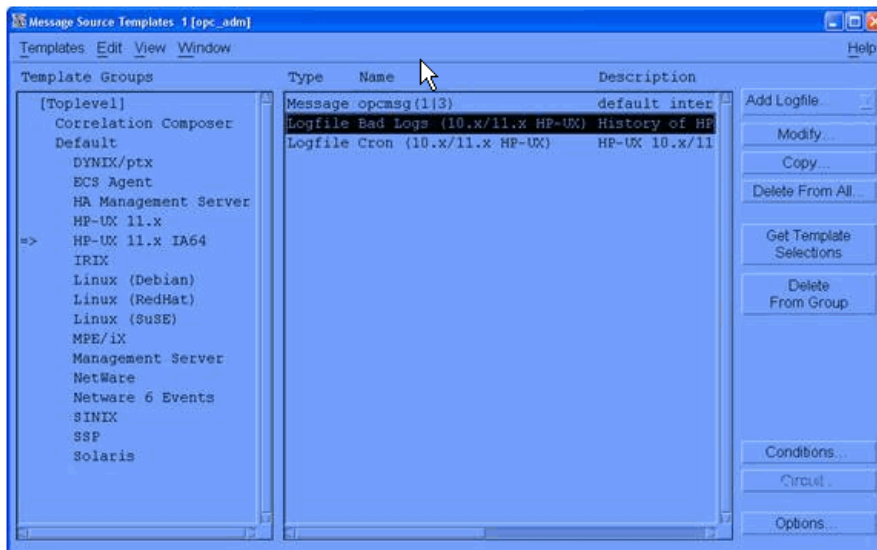 Message Source Templates 1 [opc_adm]
Templates Edit View Window Help
Template Groups
[Toplevel]
Correlation Composer
Default
DYNIX/ptx
ECS Agent
HA Management Server
HP-UX 11.x
=> HP-UX 11.x IA64
IRIX
Linux (Debian)
Linux (RedHat)
Linux (SuSE)
MPE/iX
Management Server
NetWare
Netware 6 Events
SINIX
SSP
Solaris
Type Name Description
Message opcmsg(1|3) default inter
Logfile Bad Logs (10.x/11.x HP-UX) History of HP
Logfile Cron (10.x/11.x HP-UX) HP-UX 10.x/11
Add Logfile...
Modify...
Copy...
Delete From All...
Get Template
Selections
Delete
From Group
Conditions...
Circuit...
Options...